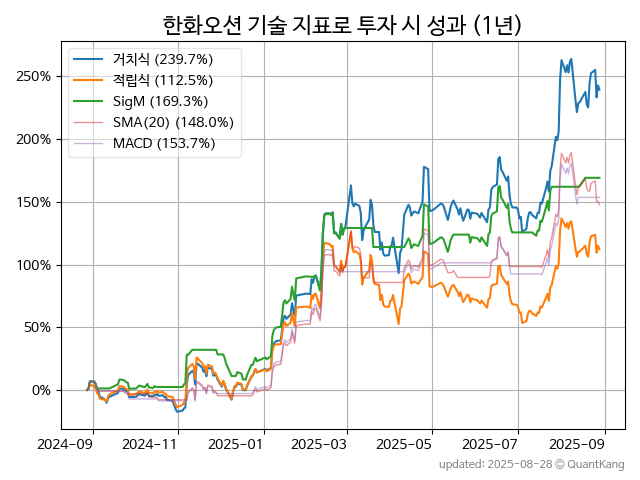 한화오션 기술 지표로 투자 시 성과 (1년)
거치식 (239.7%)
적립식 (112.5%)
SigM (169.3%)
SMA(20) (148.0%)
MACD (153.7%)
250%
200%
150%
100%
50%
0%
2024-09 2024-11 2025-01 2025-03 2025-05 2025-07 2025-09
updated: 2025-08-28 © QuantKang